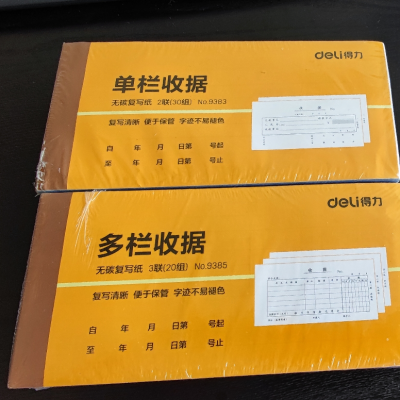 deli得力
单栏收据
无碳复写纸 2联(30组) No.9383
复写清晰 便于保管 字迹不易褪色
自 年 月 日第 号起
至 年 月 日第 号止
deli得力
多栏收据
无碳复写纸 3联(20组) No.9385
复写清晰 便于保管 字迹不易褪色
自 年 月 日第 号起
至 年 月 日第 号止
收据